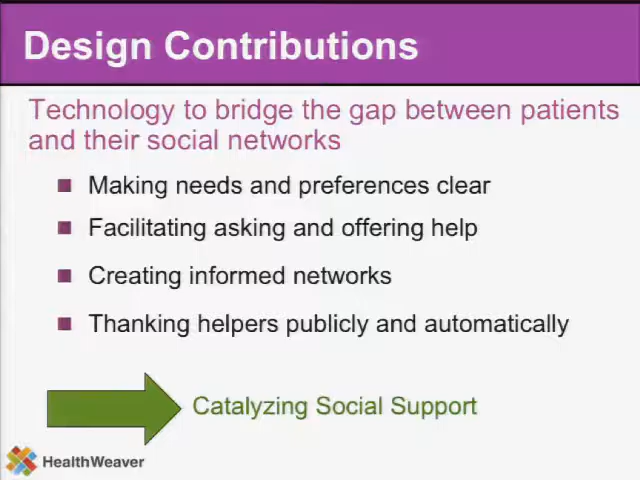 Design Contributions
Technology to bridge the gap between patients
and their social networks
Making needs and preferences clear
Facilitating asking and offering help
Creating informed networks
Thanking helpers publicly and automatically
Catalyzing Social Support
HealthWeaver